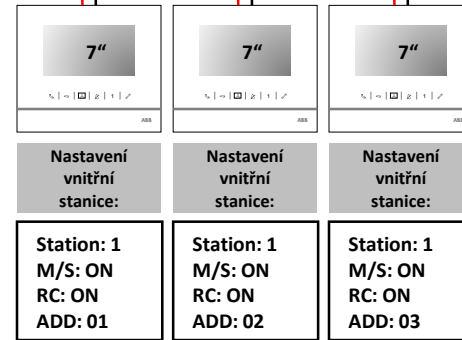 7“
7“
7“
ABB
ABB
ABB
Nastavení
vnitřní
stanice:
Nastavení
vnitřní
stanice:
Nastavení
vnitřní
stanice:
Station: 1
M/S: ON
RC: ON
ADD: 01
Station: 1
M/S: ON
RC: ON
ADD: 02
Station: 1
M/S: ON
RC: ON
ADD: 03